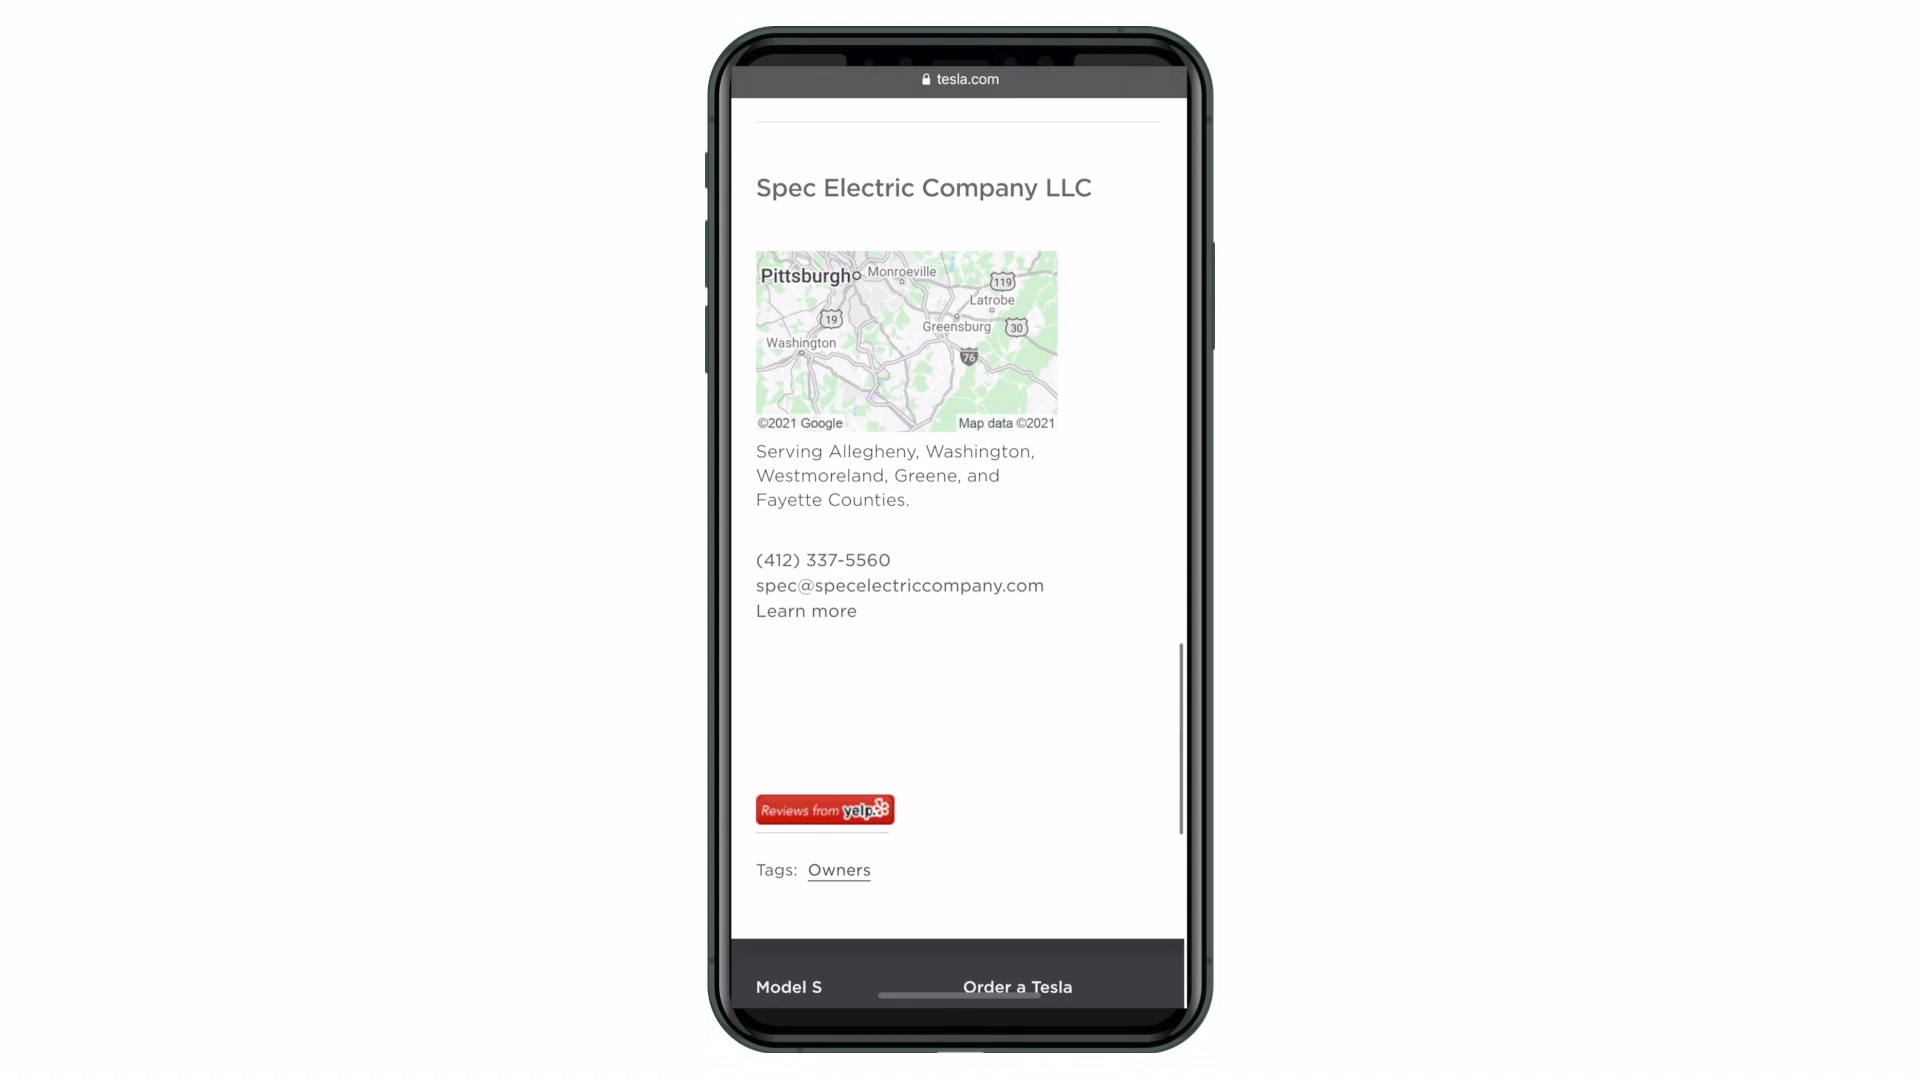 tesla.com
Spec Electric Company LLC
Pittsburgh
Monroeville
119
Latrobe
19
Greensburg
30
Washington
76
©2021 Google
Map data ©2021
Serving Allegheny, Washington,
Westmoreland, Greene, and
Fayette Counties.
(412) 337-5560
spec@specelectriccompany.com
Learn more
Reviews from yelp
Tags: Owners
Model S
Order a Tesla